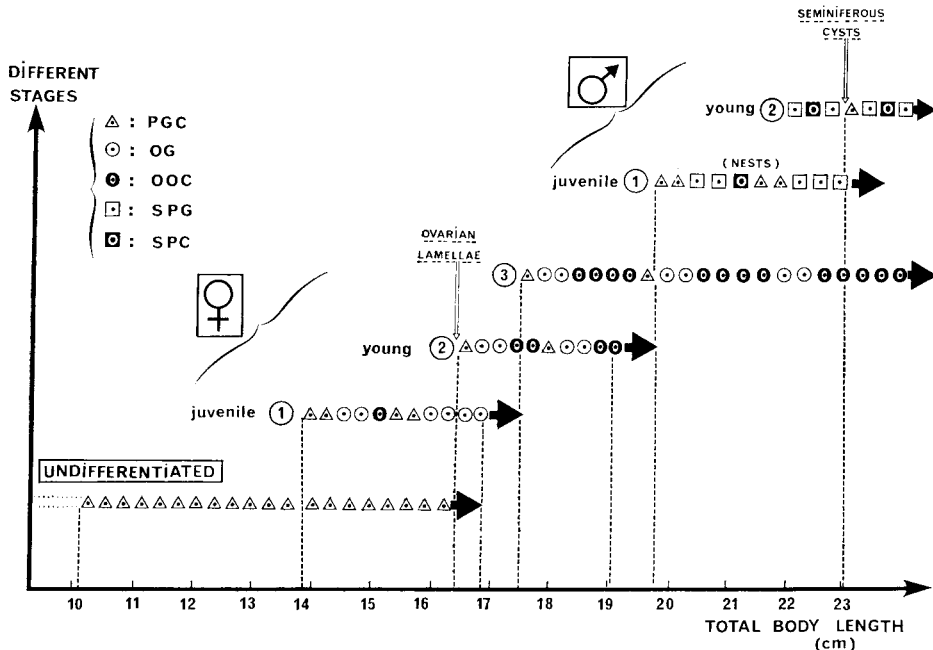 SEMINIFEROUS
CYSTS
DIFFERENT
STAGES
: PGC
: OG
: OOC
: SPG
: SPC
young 2
(NESTS)
juvenile 1
OVARIAN
LAMELLAE
3
young 2
juvenile 1
UNDIFFERENTIATED
10 11 12 13 14 15 16 17 18 19 20 21 22 23
TOTAL BODY LENGTH
(cm)